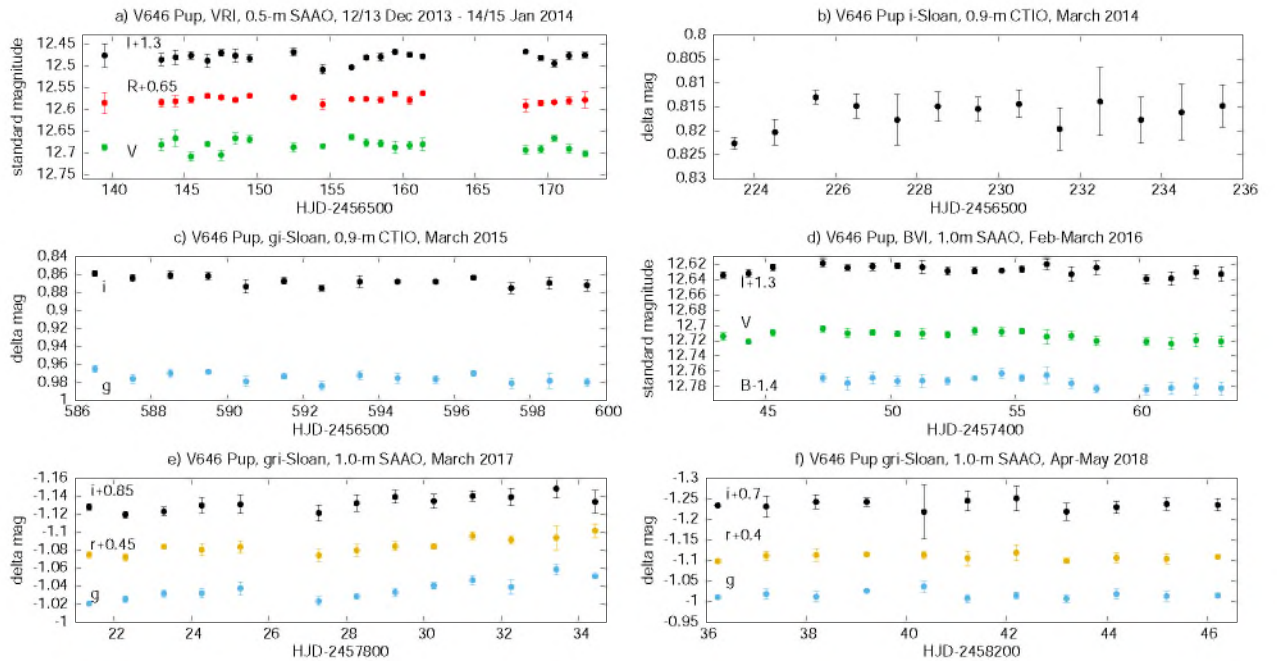 a) V646 Pup, VRI, 0.5-m SAAO, 12/13 Dec 2013 - 14/15 Jan 2014
standard magnitude
12.45
12.5
12.55
12.6
12.65
12.7
12.75
I+1.3
R+0.65
V
140 145 150 155 160 165 170
HJD-2456500
b) V646 Pup i-Sloan, 0.9-m CTIO, March 2014
delta mag
0.8
0.805
0.81
0.815
0.82
0.825
0.83
224 226 228 230 232 234 236
HJD-2456500
c) V646 Pup, gi-Sloan, 0.9-m CTIO, March 2015
delta mag
0.84
0.86
0.88
0.9
0.92
0.94
0.96
0.98
1
i
g
586 588 590 592 594 596 598 600
HJD-2456500
d) V646 Pup, BVI, 1.0m SAAO, Feb-March 2016
standard magnitude
12.62
12.64
12.66
12.68
12.7
12.72
12.74
12.76
12.78
I+1.3
V
B-1.4
45 50 55 60
HJD-2457400
e) V646 Pup, gri-Sloan, 1.0-m SAAO, March 2017
delta mag
-1.16
-1.14
-1.12
-1.1
-1.08
-1.06
-1.04
-1.02
-1
i+0.85
r+0.45
g
22 24 26 28 30 32 34
HJD-2457800
f) V646 Pup gri-Sloan, 1.0-m SAAO, Apr-May 2018
delta mag
-1.3
-1.25
-1.2
-1.15
-1.1
-1.05
-1
-0.95
i+0.7
r+0.4
g
36 38 40 42 44 46
HJD-2458200